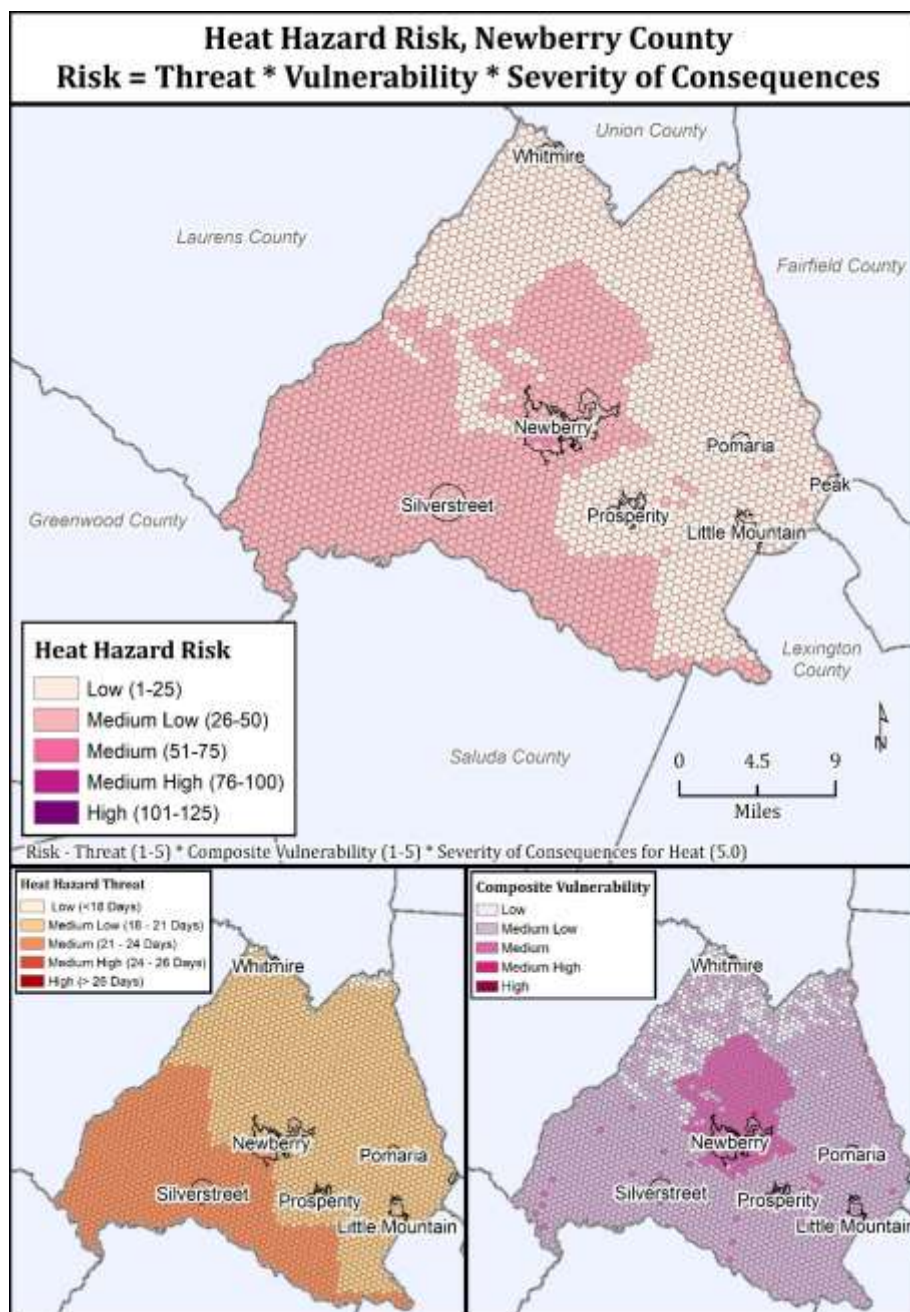 Heat Hazard Risk, Newberry County
Risk = Threat * Vulnerability * Severity of Consequences
Union County
Whitmire
Laurens County
Fairfield County
Newberry
Pomaria
Peak
Silverstreet
Prosperity
Greenwood County
Little Mountain
Lexington
County
Saluda County
Heat Hazard Risk
Low (1-25)
Medium Low (26-50)
Medium (51-75)
Medium High (76-100)
High (101-125)
N
0 4.5 9
Miles
Risk - Threat (1-5) * Composite Vulnerability (1-5) * Severity of Consequences for Heat (5.0)
Heat Hazard Threat
Low (<18 Days)
Medium Low (18 - 21 Days)
Medium (21 - 24 Days)
Medium High (24 - 26 Days)
High (> 26 Days)
Whitmire
Newberry
Pomaria
Silverstreet
Prosperity
Little Mountain
Composite Vulnerability
Low
Medium Low
Medium
Medium High
High
Whitmire
Newberry
Pomaria
Silverstreet
Prosperity
Little Mountain